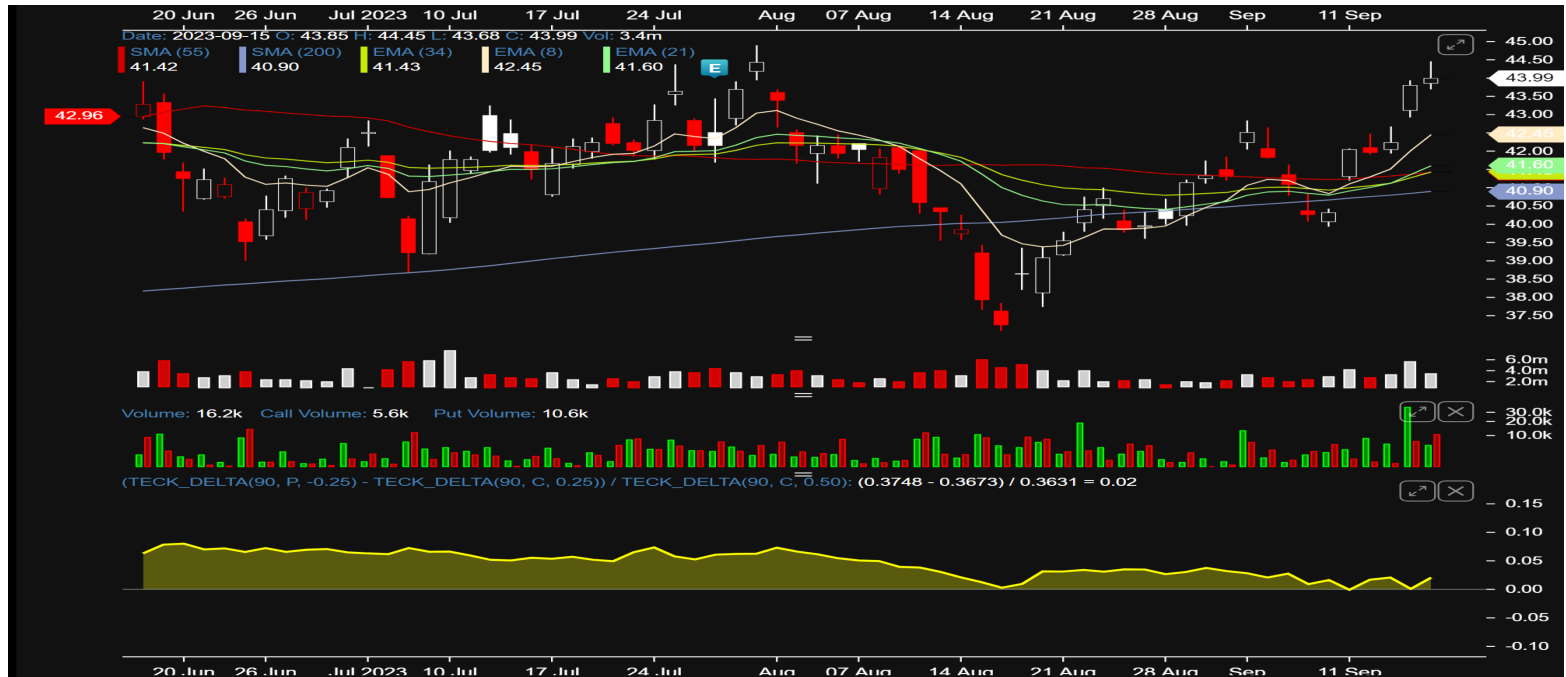 20 Jun 26 Jun Jul 2023 10 Jul 17 Jul 24 Jul Aug 07 Aug 14 Aug 21 Aug 28 Aug Sep 11 Sep
Date: 2023-09-15 O: 43.85 H: 44.45 L: 43.68 C: 43.99 Vol: 3.4m
SMA (55) SMA (200) EMA (34) EMA (8) EMA (21)
41.42 40.90 41.43 42.45 41.60
E
45.00
44.50
43.99
43.50
42.96
43.00
42.45
42.00
41.60
40.90
40.50
40.00
39.50
39.00
38.50
38.00
37.50
6.0m
4.0m
2.0m
Volume: 16.2k Call Volume: 5.6k Put Volume: 10.6k
30.0k
20.0k
10.0k
(TECK_DELTA(90, P, -0.25) - TECK_DELTA(90, C, 0.25)) / TECK_DELTA(90, C, 0.50): (0.3748 - 0.3673) / 0.3631 = 0.02
0.15
0.10
0.05
0.00
-0.05
-0.10
20 Jun 26 Jun Jul 2023 10 Jul 17 Jul 24 Jul Aug 07 Aug 14 Aug 21 Aug 28 Aug Sep 11 Sep